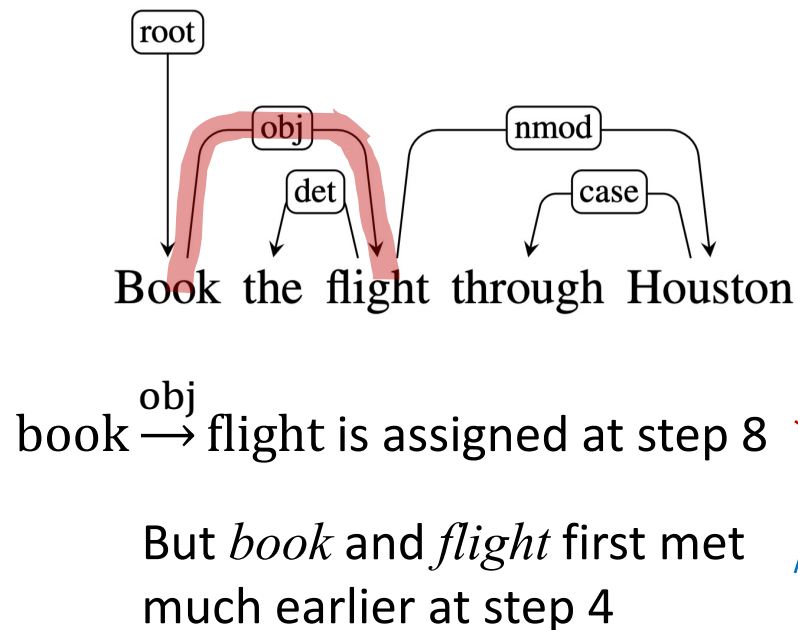 root
obj
nmod
det
case
Book the flight through Houston
obj
book → flight is assigned at step 8
But book and flight first met
much earlier at step 4